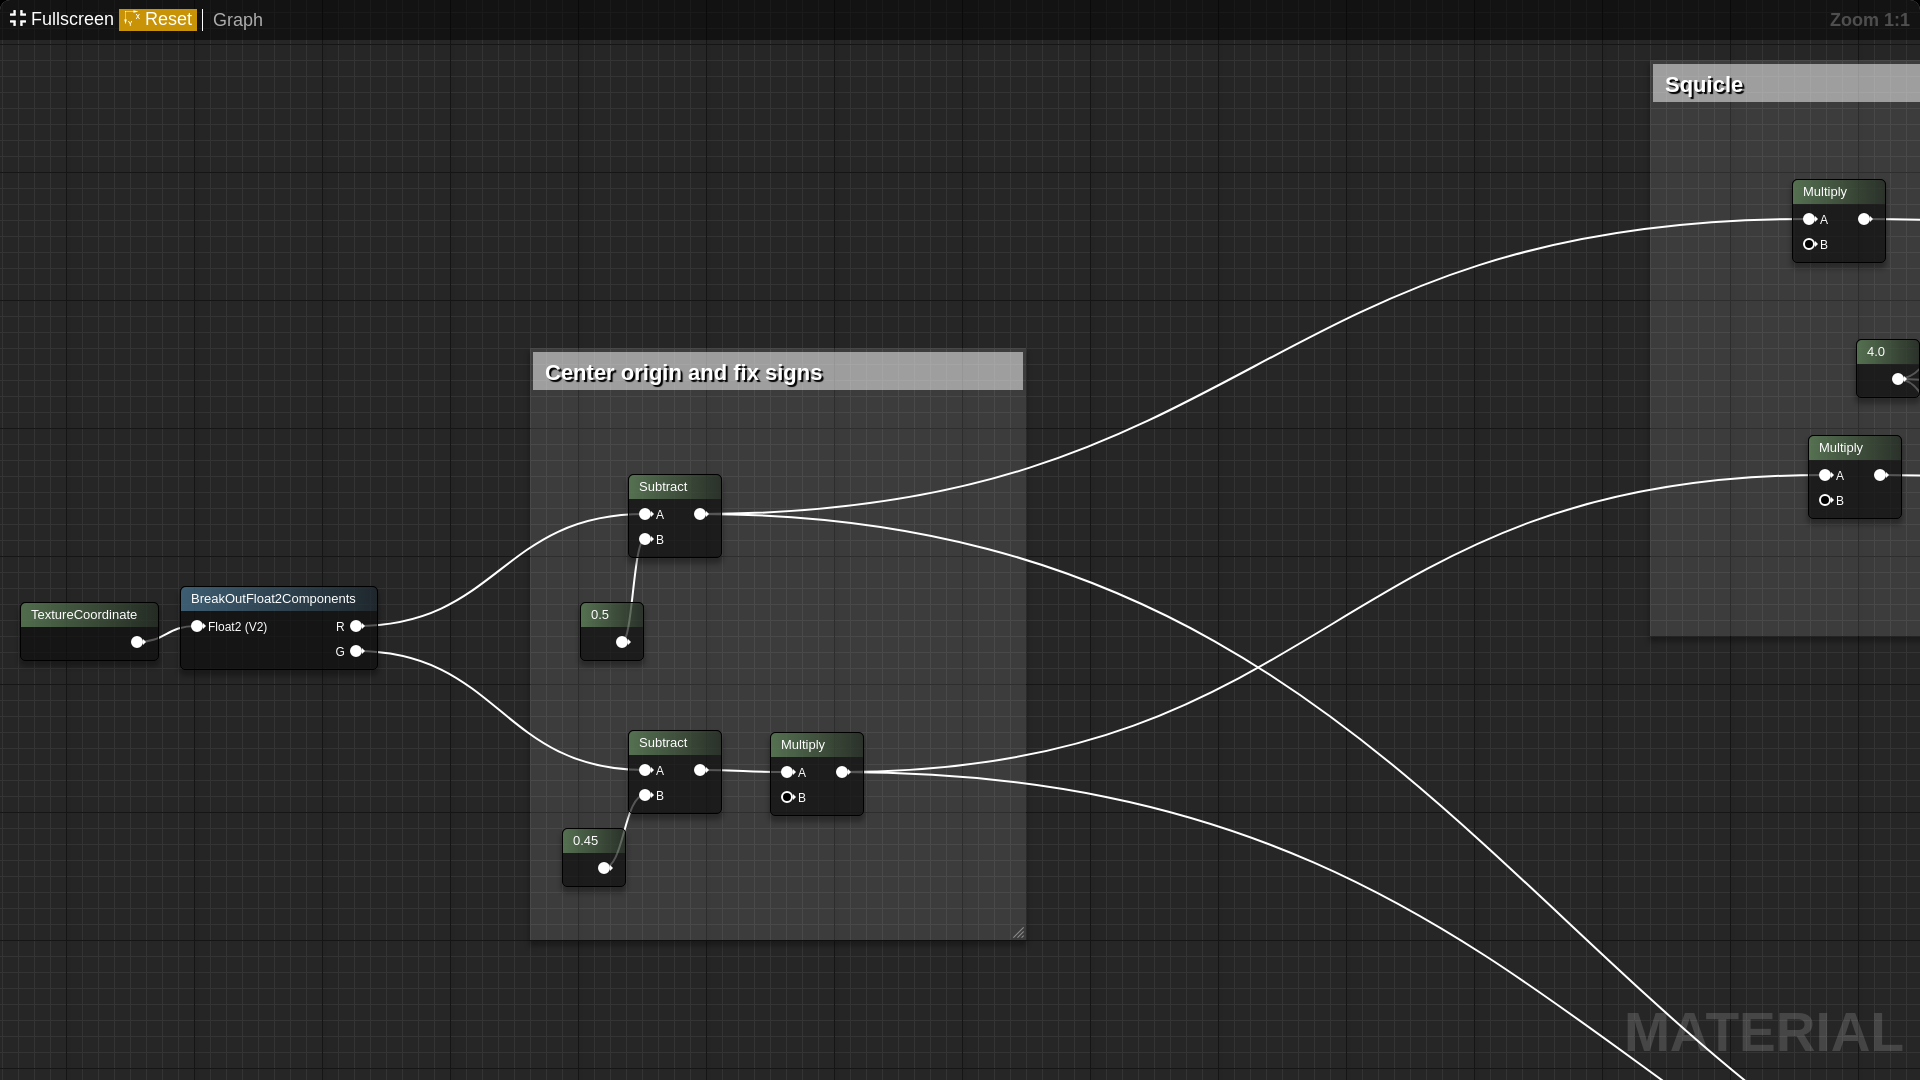 Fullscreen Reset Graph
Zoom 1:1
Squicle
Multiply
A
B
4.0
Multiply
A
B
Center origin and fix signs
Subtract
A
B
0.5
TextureCoordinate
BreakOutFloat2Components
Float2 (V2) R
G
Subtract
A
B
Multiply
A
B
0.45
MATERIAL